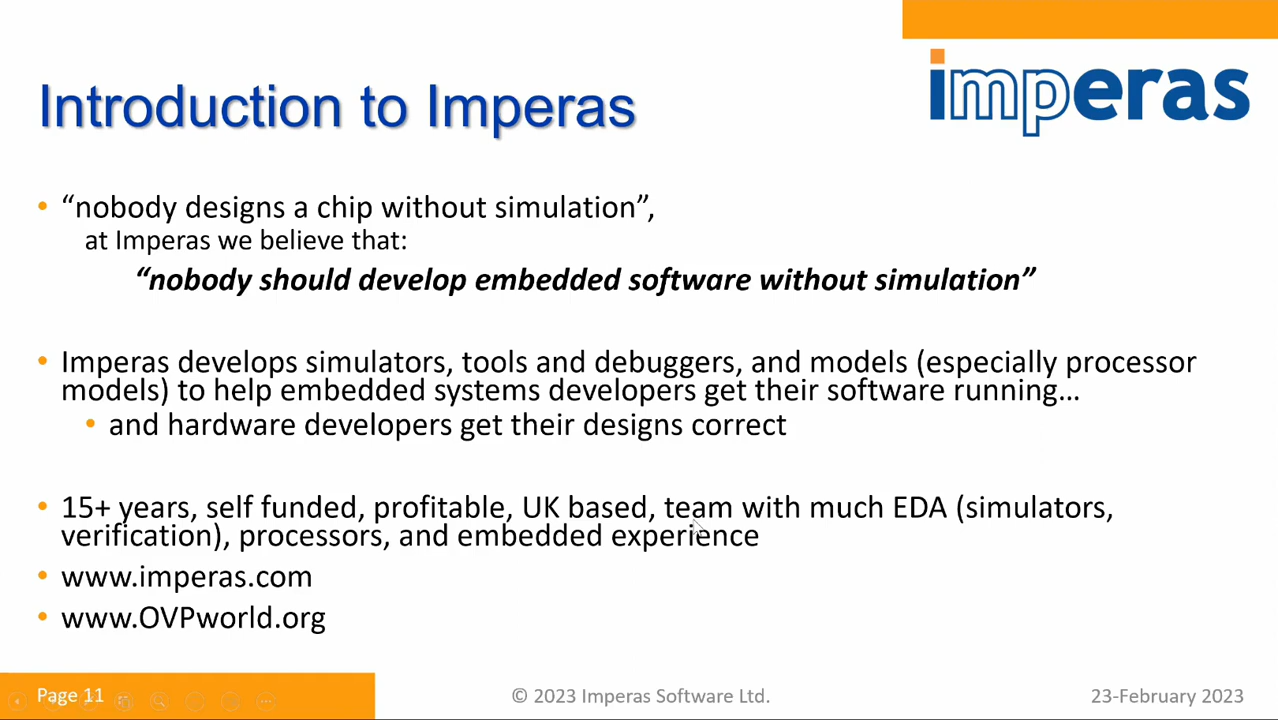 imperas
Introduction to Imperas
• “nobody designs a chip without simulation”,
at Imperas we believe that:
“nobody should develop embedded software without simulation”
• Imperas develops simulators, tools and debuggers, and models (especially processor
models) to help embedded systems developers get their software running…
• and hardware developers get their designs correct
• 15+ years, self funded, profitable, UK based, team with much EDA (simulators,
verification), processors, and embedded experience
• www.imperas.com
• www.OVPworld.org
Page 11
© 2023 Imperas Software Ltd.
23-February 2023